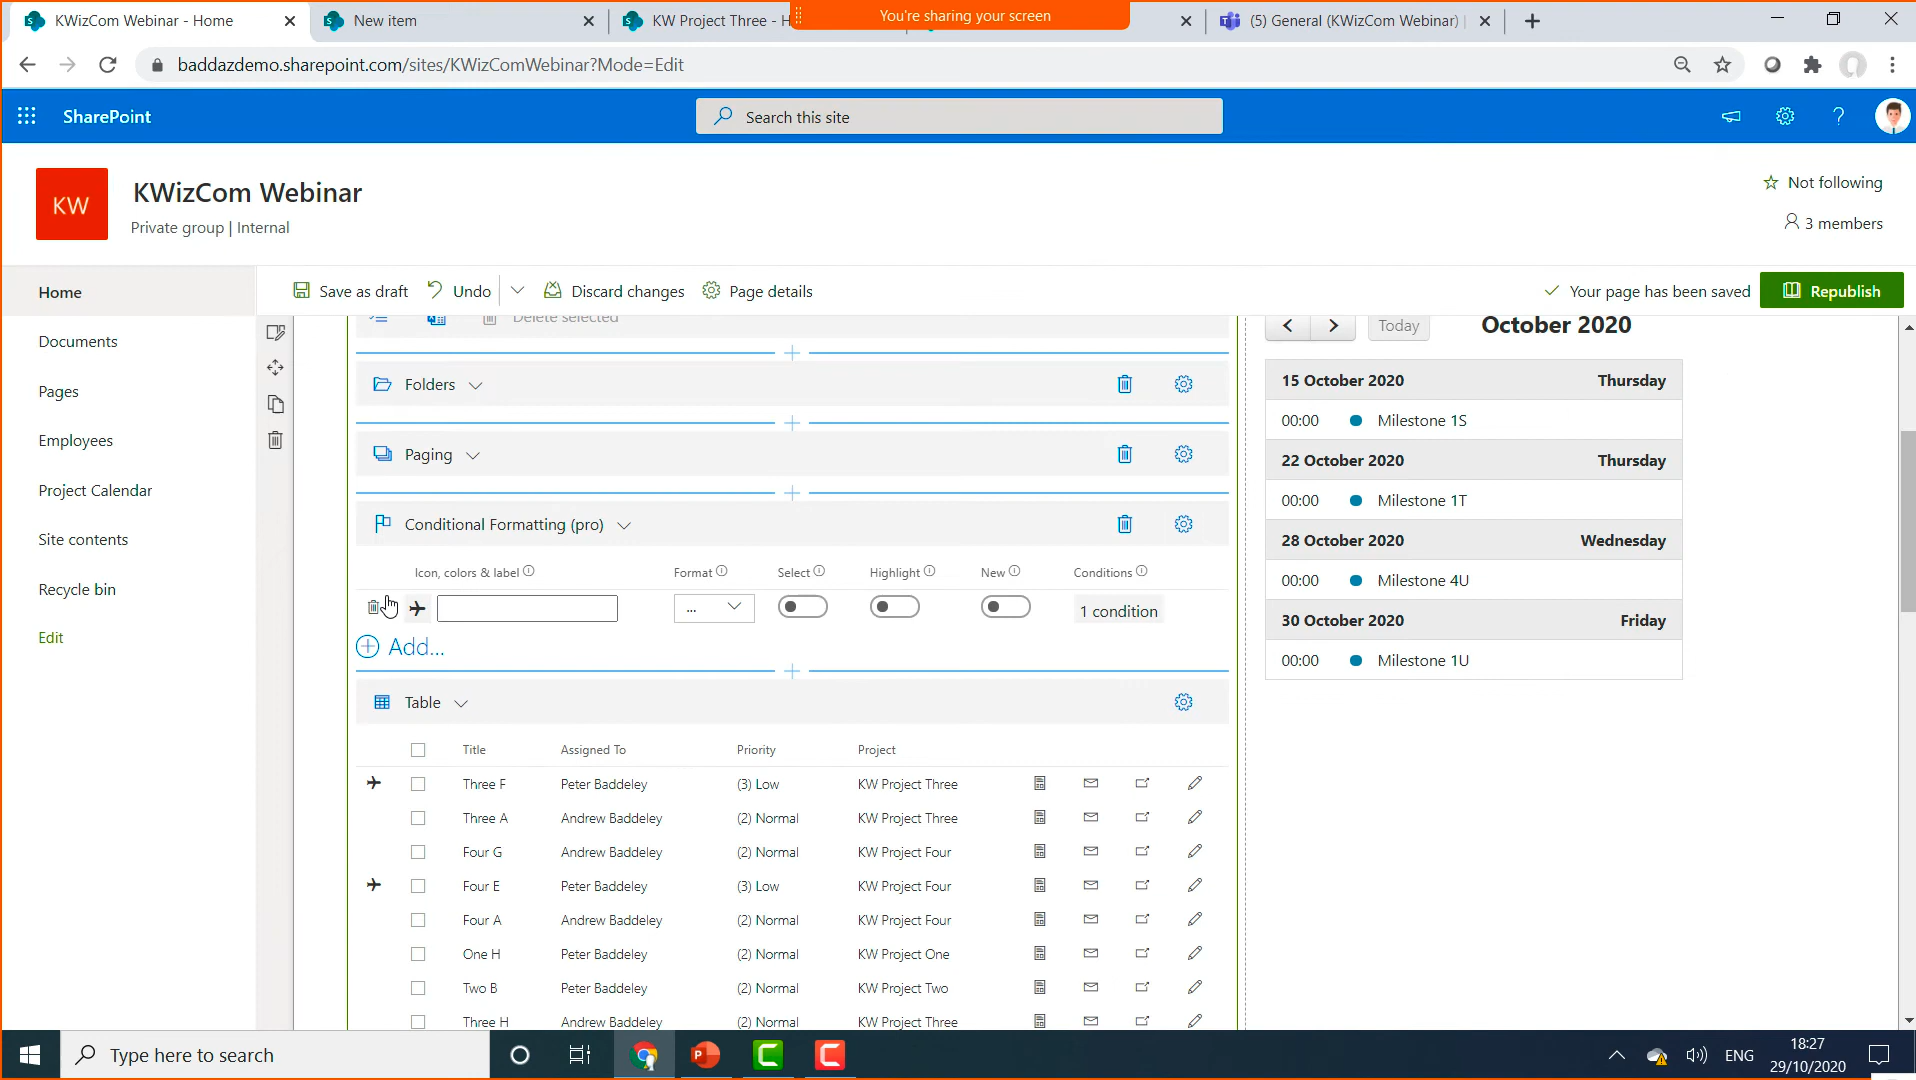 KWizCom Webinar - Home
New item
KW Project Three - H
You're sharing your screen
(5) General (KWizCom Webinar)
baddazdemo.sharepoint.com/sites/KWizComWebinar?Mode=Edit
SharePoint
Search this site
KW
KWizCom Webinar
Private group | Internal
Not following
3 members
Home
Documents
Pages
Employees
Project Calendar
Site contents
Recycle bin
Edit
Save as draft
Undo
Discard changes
Page details
Your page has been saved
Republish
Delete selected
Folders
Paging
Conditional Formatting (pro)
Icon, colors & label
Format
Select
Highlight
New
Conditions
...
1 condition
Add...
Table
Title Assigned To Priority Project
Three F Peter Baddeley (3) Low KW Project Three
Three A Andrew Baddeley (2) Normal KW Project Three
Four G Andrew Baddeley (2) Normal KW Project Four
Four E Peter Baddeley (3) Low KW Project Four
Four A Andrew Baddeley (2) Normal KW Project Four
One H Peter Baddeley (2) Normal KW Project One
Two B Peter Baddeley (2) Normal KW Project Two
Three H Andrew Baddeley (2) Normal KW Project Three
Today
October 2020
15 October 2020 Thursday
00:00 Milestone 1S
22 October 2020 Thursday
00:00 Milestone 1T
28 October 2020 Wednesday
00:00 Milestone 4U
30 October 2020 Friday
00:00 Milestone 1U
Type here to search
ENG
18:27
29/10/2020